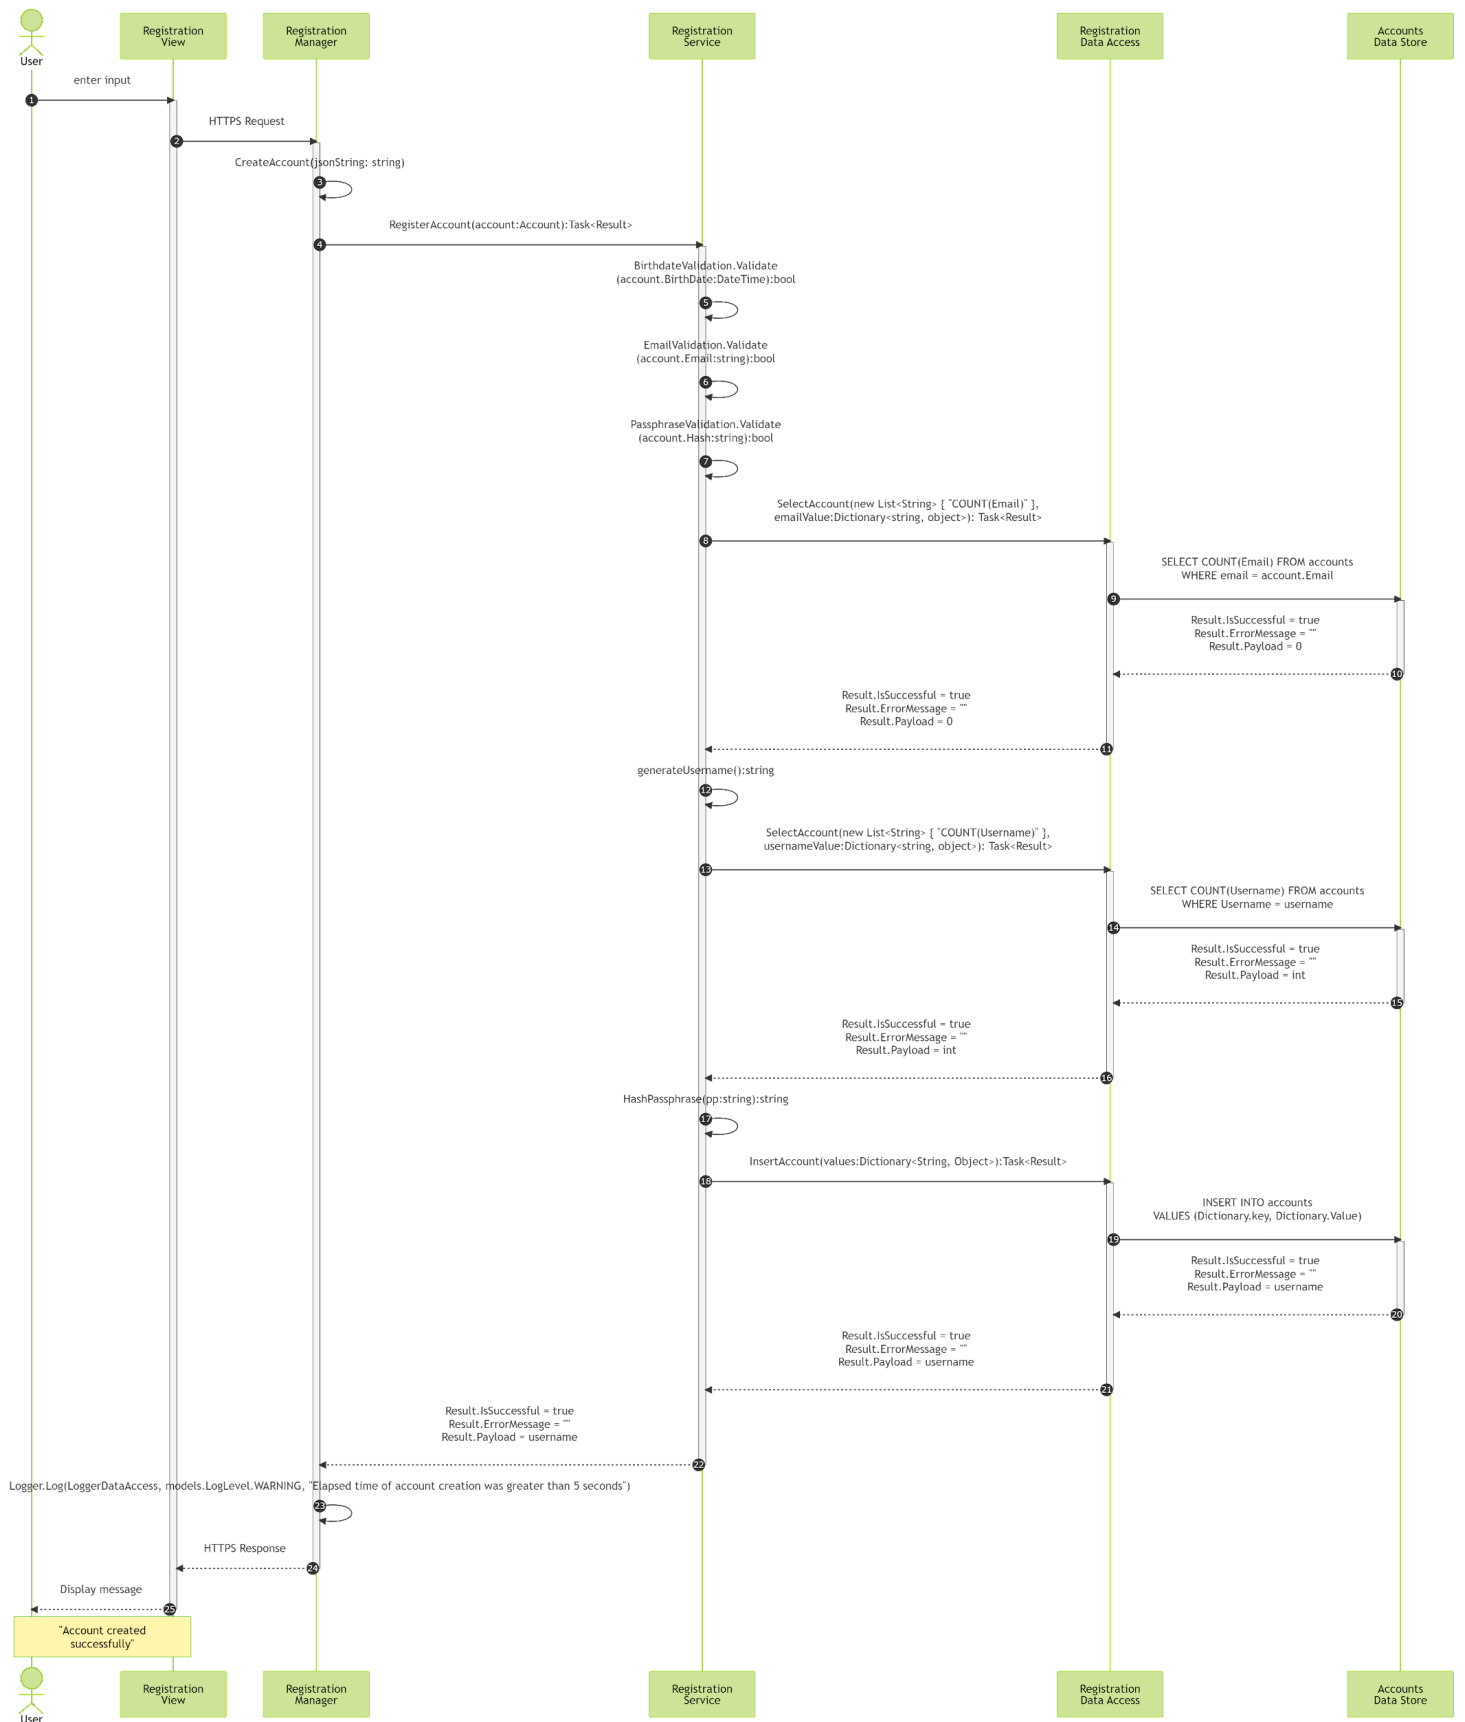 User
Registration
View
Registration
Manager
Registration
Service
Registration
Data Access
Accounts
Data Store
enter input
1
HTTPS Request
2
CreateAccount(jsonString: string)
3
RegisterAccount(account:Account):Task<Result>
4
BirthdateValidation.Validate
(account.BirthDate:DateTime):bool
5
EmailValidation.Validate
(account.Email:string):bool
6
PassphraseValidation.Validate
(account.Hash:string):bool
7
SelectAccount(new List<String> { "COUNT(Email)" },
emailValue:Dictionary<string, object>): Task<Result>
8
SELECT COUNT(Email) FROM accounts
WHERE email = account.Email
9
Result.IsSuccessful = true
Result.ErrorMessage = ""
Result.Payload = 0
10
Result.IsSuccessful = true
Result.ErrorMessage = ""
Result.Payload = 0
11
generateUsername():string
12
SelectAccount(new List<String> { "COUNT(Username)" },
usernameValue:Dictionary<string, object>): Task<Result>
13
SELECT COUNT(Username) FROM accounts
WHERE Username = username
14
Result.IsSuccessful = true
Result.ErrorMessage = ""
Result.Payload = int
15
Result.IsSuccessful = true
Result.ErrorMessage = ""
Result.Payload = int
16
HashPassphrase(pp:string):string
17
InsertAccount(values:Dictionary<String, Object>):Task<Result>
18
INSERT INTO accounts
VALUES (Dictionary.key, Dictionary.Value)
19
Result.IsSuccessful = true
Result.ErrorMessage = ""
Result.Payload = username
20
Result.IsSuccessful = true
Result.ErrorMessage = ""
Result.Payload = username
21
Result.IsSuccessful = true
Result.ErrorMessage = ""
Result.Payload = username
22
Logger.Log(LoggerDataAccess, models.LogLevel.WARNING, "Elapsed time of account creation was greater than 5 seconds")
23
HTTPS Response
24
Display message
25
"Account created
successfully"
User
Registration
View
Registration
Manager
Registration
Service
Registration
Data Access
Accounts
Data Store